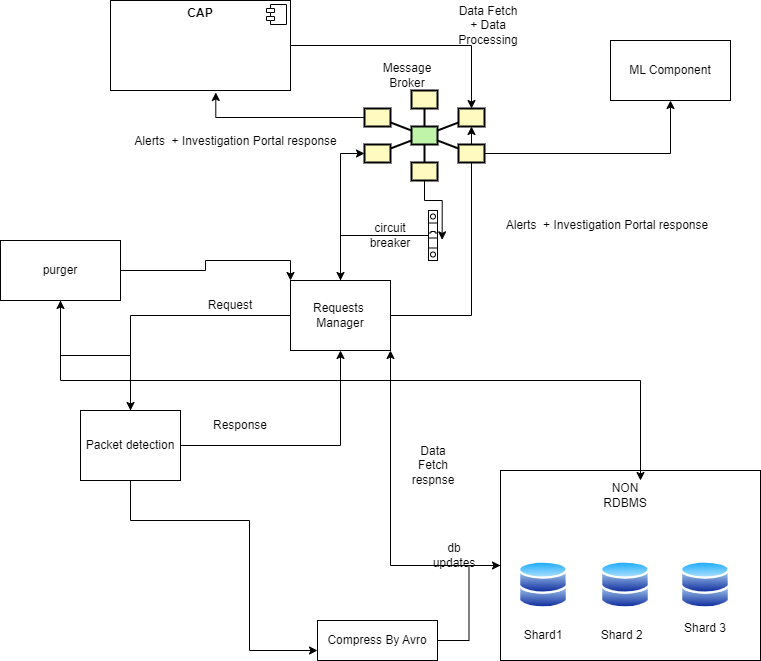 CAP
Data Fetch
+ Data
Processing
Message
Broker
ML Component
Alerts + Investigation Portal response
circuit
breaker
Alerts + Investigation Portal response
purger
Request
Requests
Manager
Packet detection
Response
Data
Fetch
respnse
NON
RDBMS
db
updates
Shard1
Shard 2
Shard 3
Compress By Avro